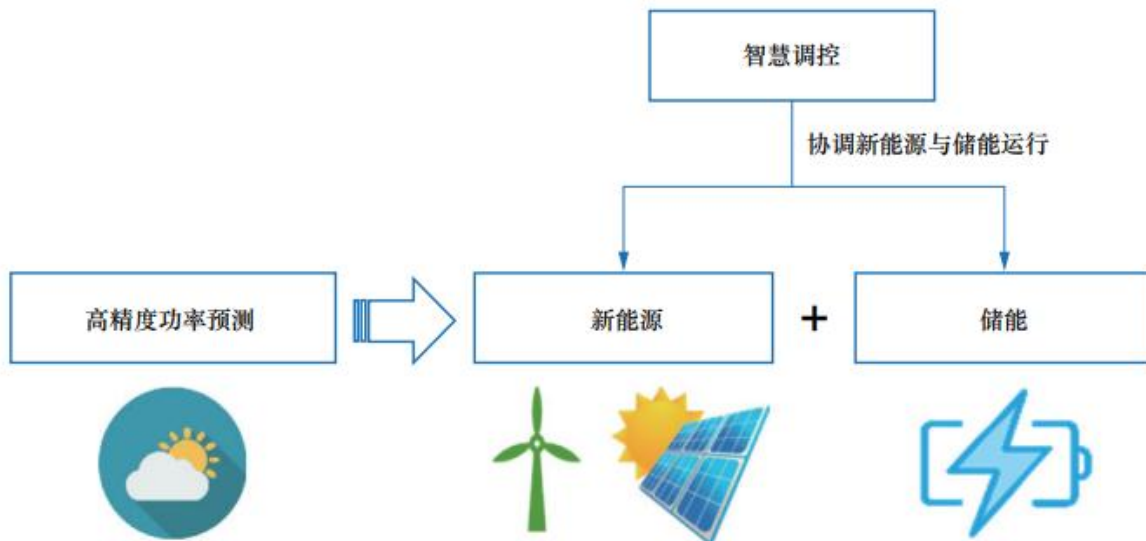 智慧调控
协调新能源与储能运行
高精度功率预测
新能源
+
储能